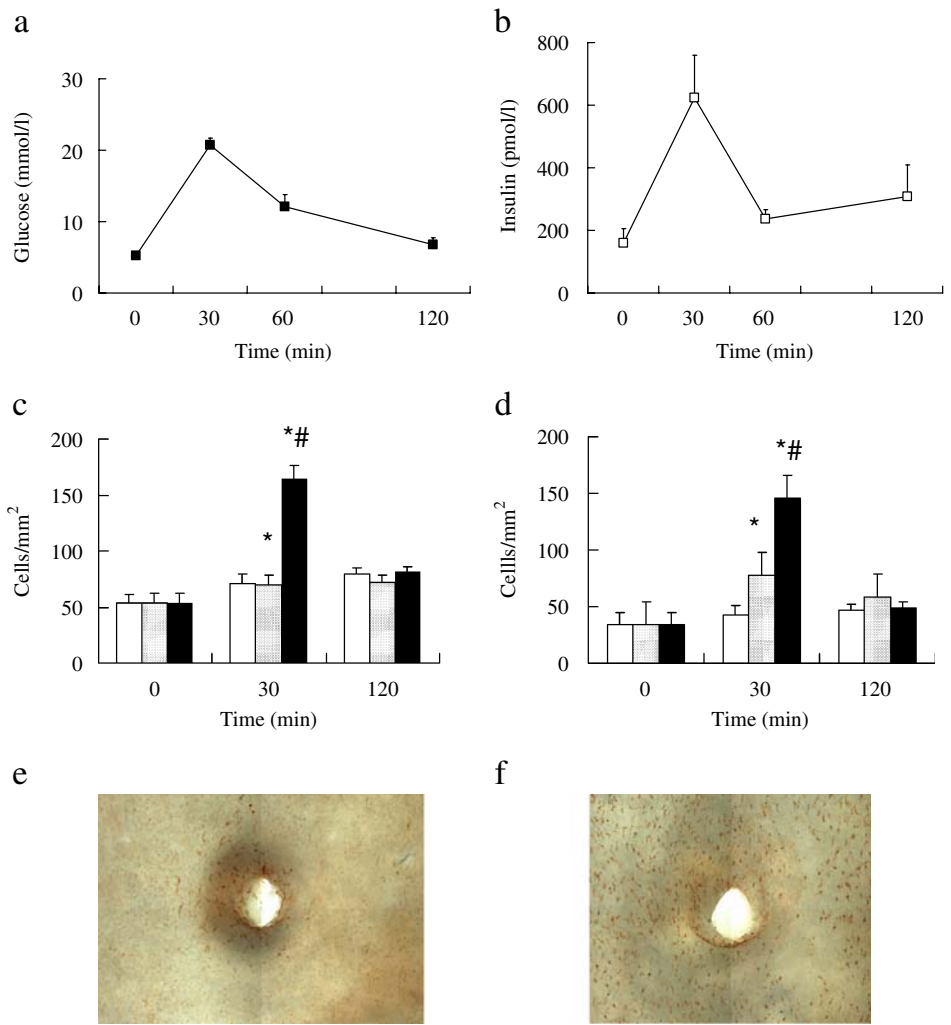 a
30
20
10
0
Glucose (mmol/l)
0 30 60 120
Time (min)
b
800
600
400
200
0
Insulin (pmol/l)
0 30 60 120
Time (min)
c
200
150
100
50
0
Cells/mm²
*
*#
0 30 120
Time (min)
d
200
150
100
50
0
Cellls/mm²
*
*#
0 30 120
Time (min)
e
f